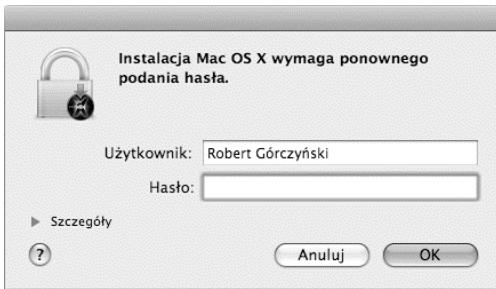 Instalacja Mac OS X wymaga ponownego
podania hasła.
Użytkownik: Robert Górczyński
Hasło:
Szczegóły
? Anuluj OK